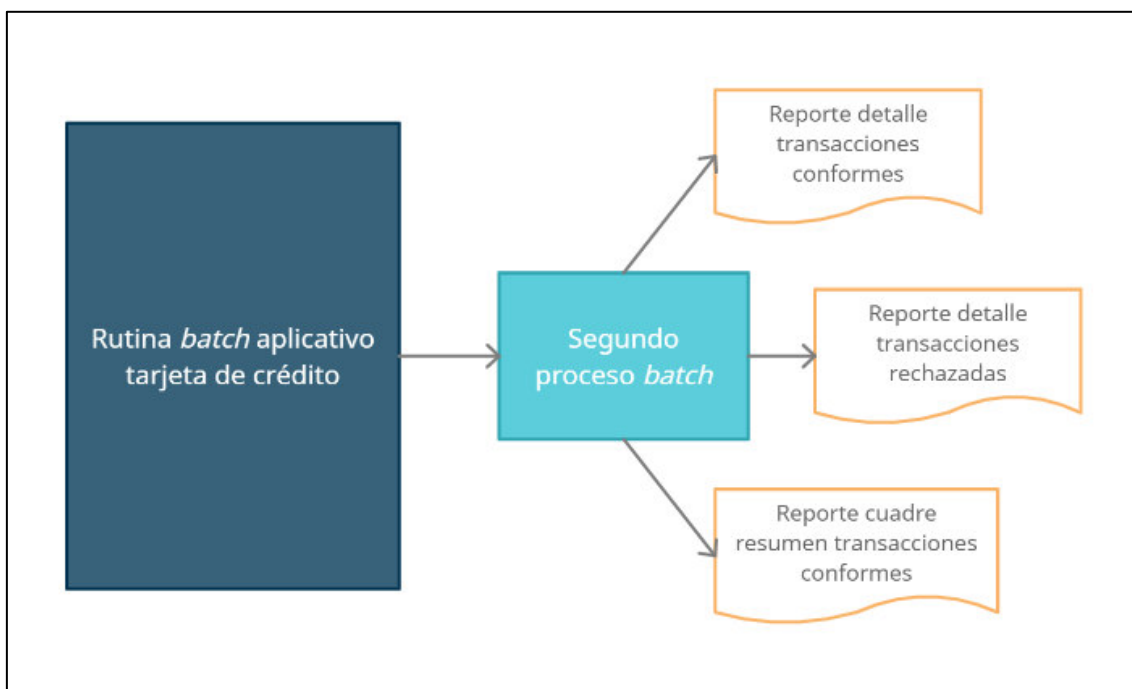 Rutina batch aplicativo
tarjeta de crédito
Segundo
proceso batch
Reporte detalle
transacciones
conformes
Reporte detalle
transacciones
rechazadas
Reporte cuadre
resumen transacciones
conformes